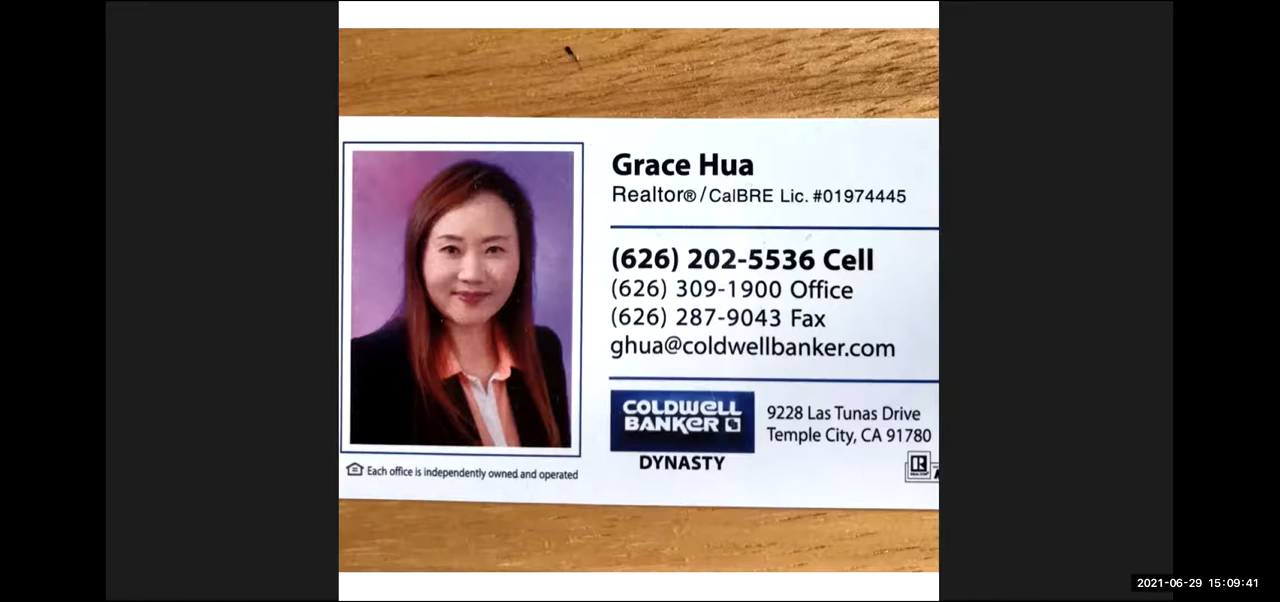 Grace Hua
Realtor® / CalBRE Lic. #01974445
(626) 202-5536 Cell
(626) 309-1900 Office
(626) 287-9043 Fax
ghua@coldwellbanker.com
COLDWELL
BANKER
DYNASTY
9228 Las Tunas Drive
Temple City, CA 91780
Each office is independently owned and operated
R
REALTOR®
2021-06-29 15:09:41